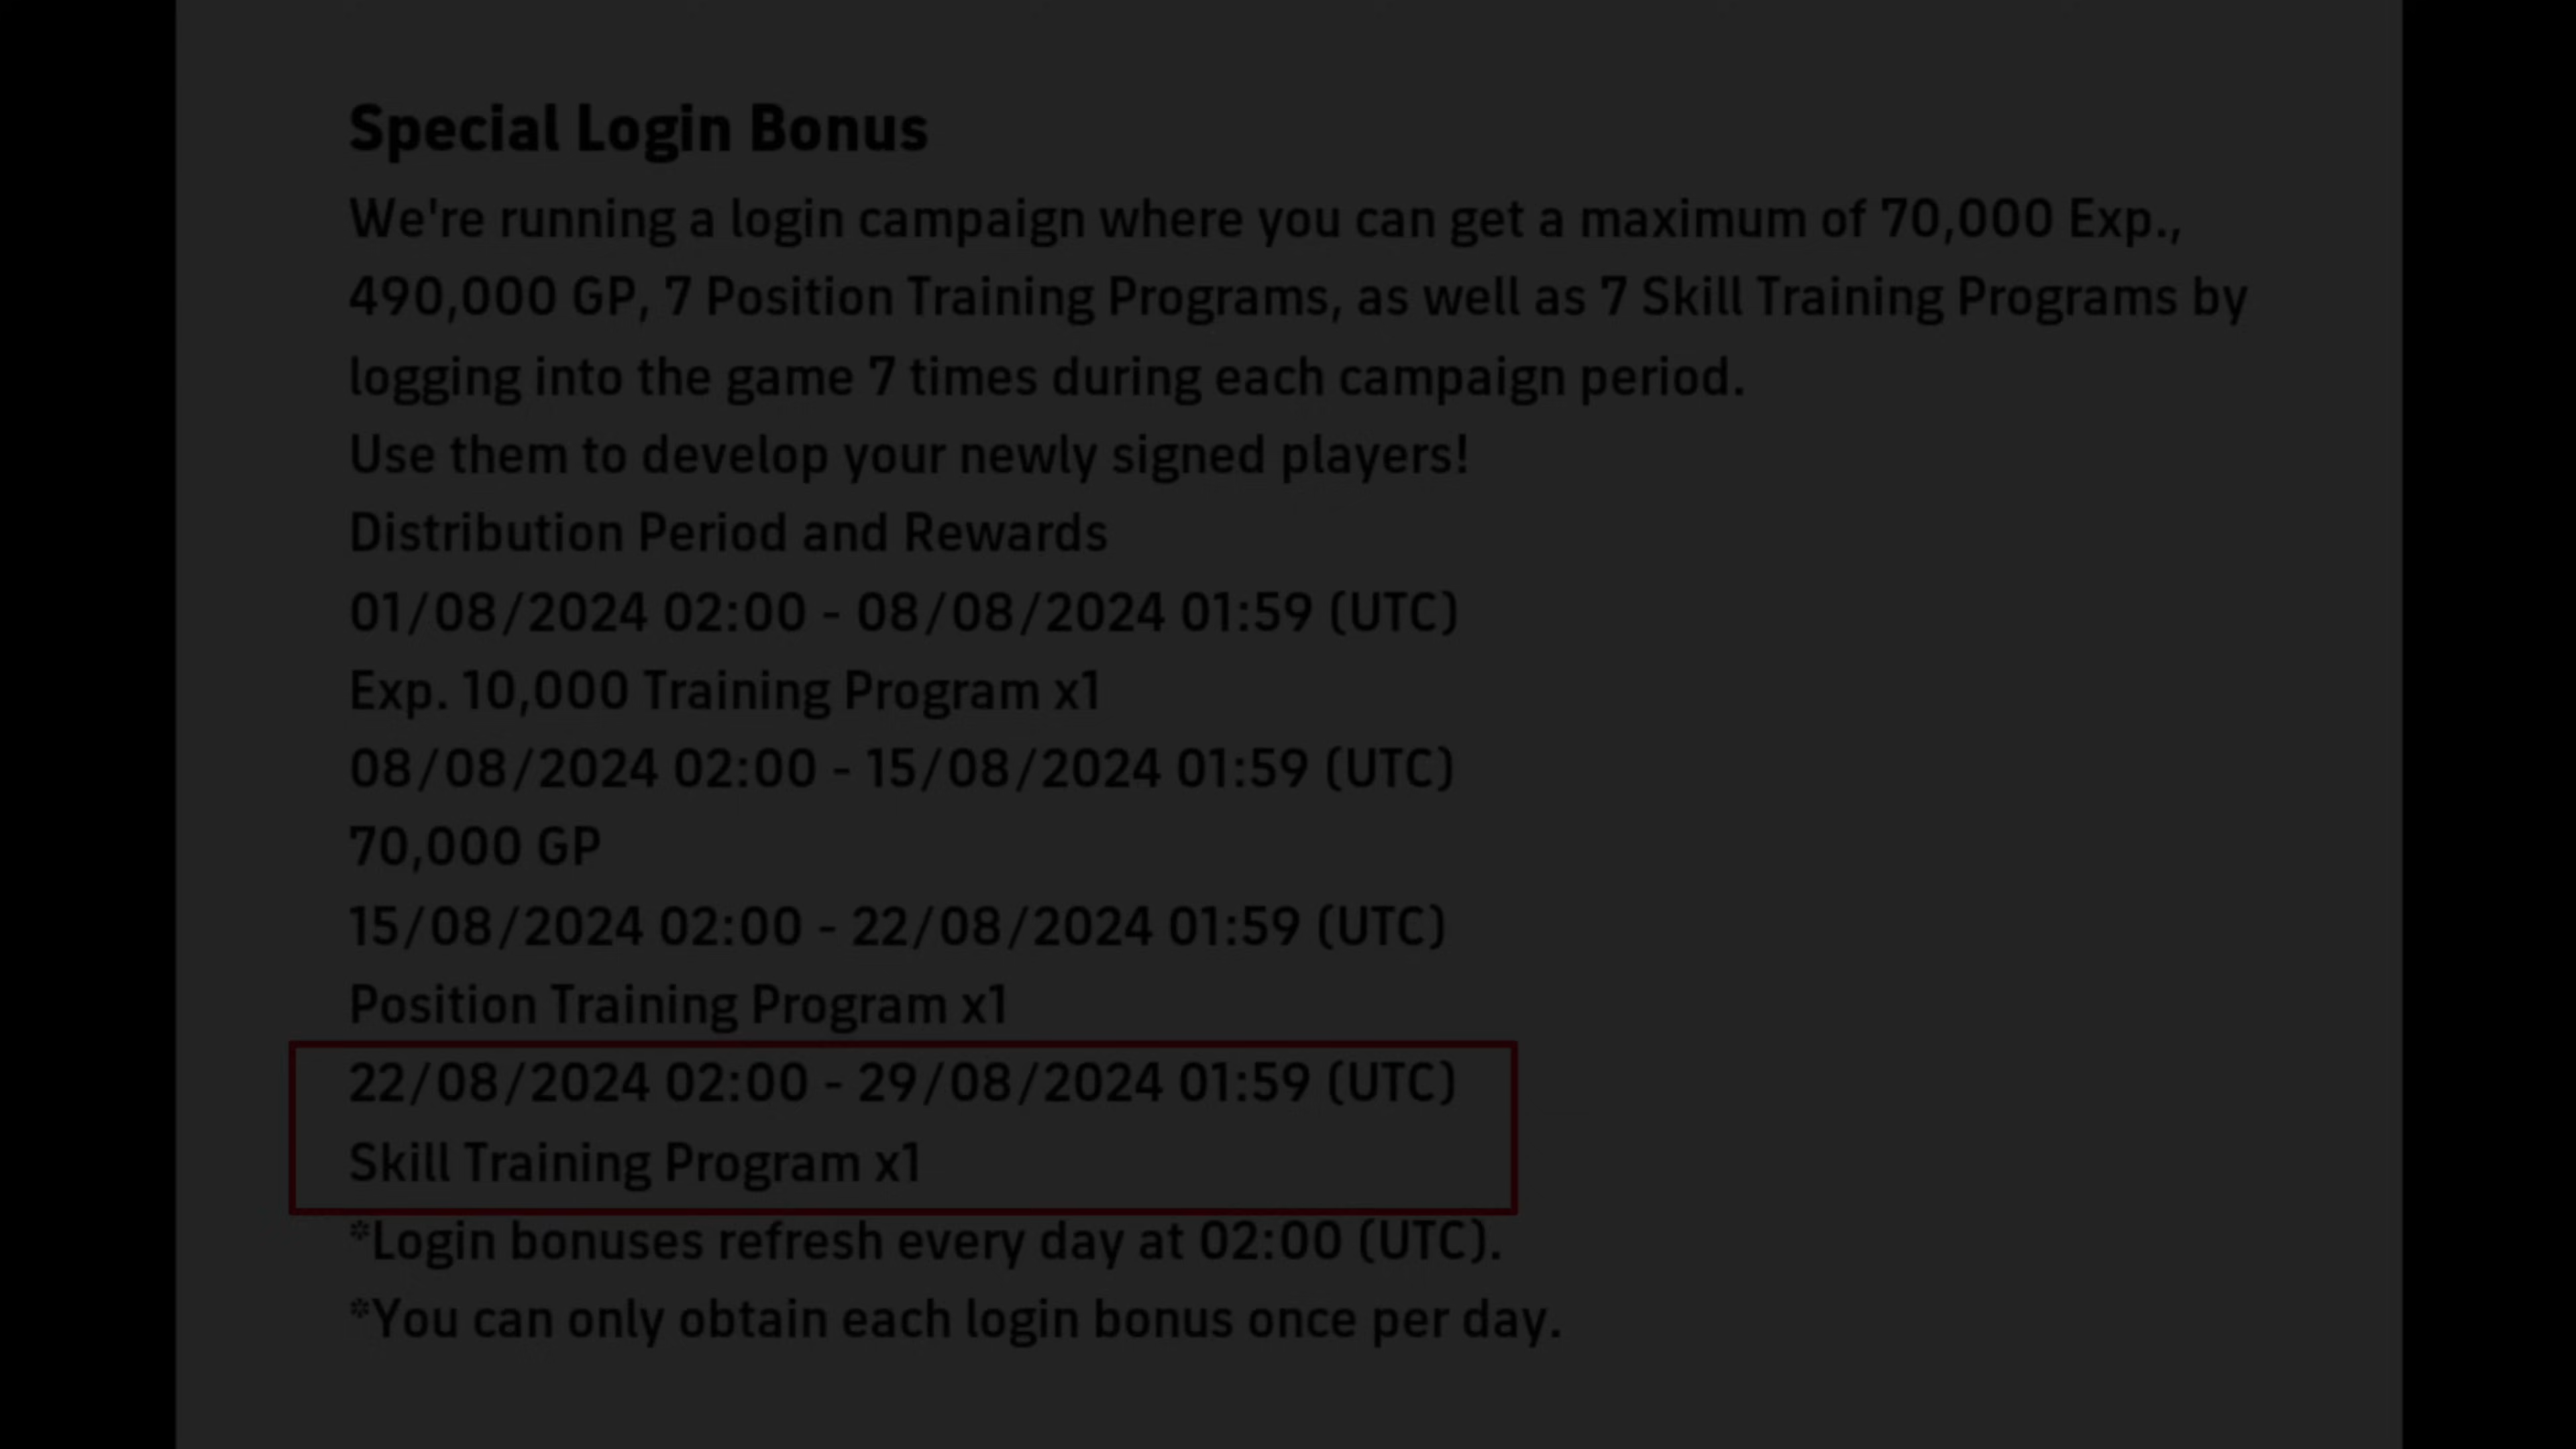 Special Login Bonus
We're running a login campaign where you can get a maximum of 70,000 Exp.,
490,000 GP, 7 Position Training Programs, as well as 7 Skill Training Programs by
logging into the game 7 times during each campaign period.
Use them to develop your newly signed players!
Distribution Period and Rewards
01/08/2024 02:00 - 08/08/2024 01:59 (UTC)
Exp. 10,000 Training Program x1
08/08/2024 02:00 - 15/08/2024 01:59 (UTC)
70,000 GP
15/08/2024 02:00 - 22/08/2024 01:59 (UTC)
Position Training Program x1
22/08/2024 02:00 - 29/08/2024 01:59 (UTC)
Skill Training Program x1
*Login bonuses refresh every day at 02:00 (UTC).
*You can only obtain each login bonus once per day.